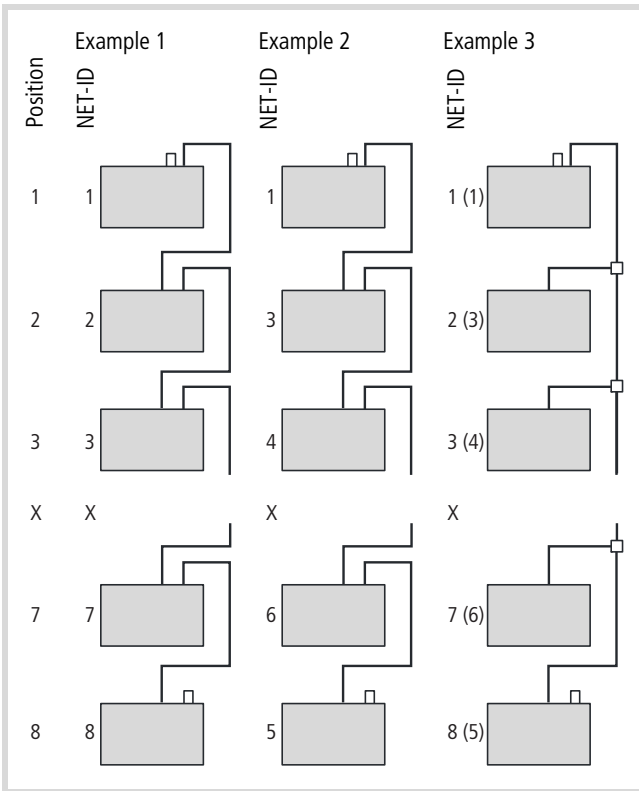 Example 1 Example 2 Example 3
Position NET-ID NET-ID NET-ID
1 1 1 1 (1)
2 2 3 2 (3)
3 3 4 3 (4)
X X X X
7 7 6 7 (6)
8 8 5 8 (5)